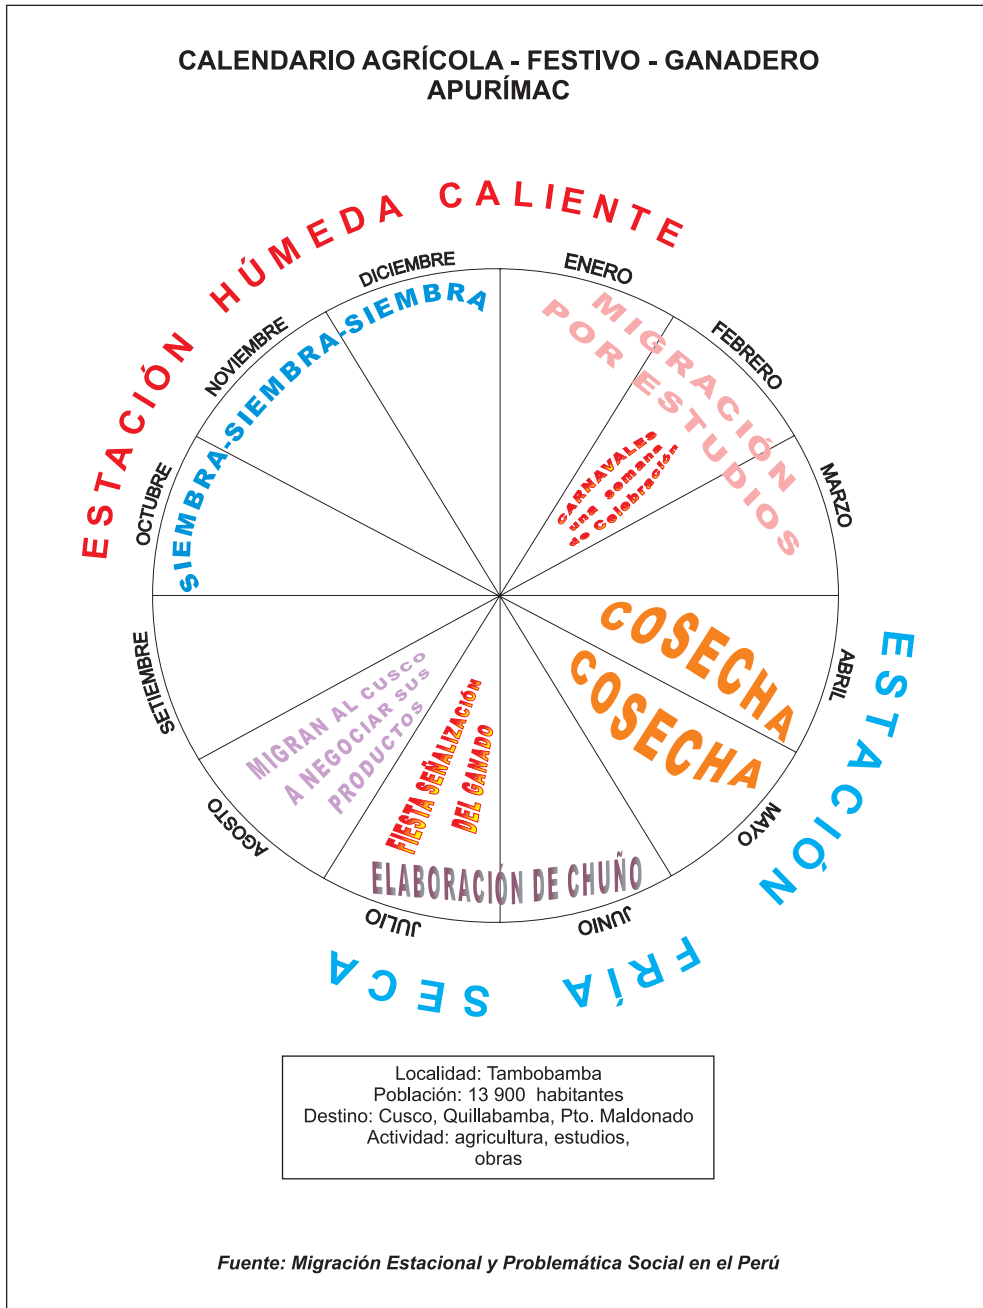 CALENDARIO AGRÍCOLA - FESTIVO - GANADERO
APURÍMAC
ESTACIÓN HÚMEDA CALIENTE
DICIEMBRE
ENERO
NOVIEMBRE
FEBRERO
OCTUBRE
MARZO
SIEMBRA-SIEMBRA-SIEMBRA
MIGRACIÓN
POR ESTUDIOS
CARNAVALES
una semana
de Celebración
COSECHA
COSECHA
SETIEMBRE
ABRIL
AGOSTO
MAYO
JULIO
JUNIO
MIGRAN AL CUSCO
A NEGOCIAR SUS
PRODUCTOS
FIESTA SEÑALIZACIÓN
DEL GANADO
ELABORACIÓN DE CHUÑO
ESTACIÓN FRÍA SECA
Localidad: Tambobamba
Población: 13 900 habitantes
Destino: Cusco, Quillabamba, Pto. Maldonado
Actividad: agricultura, estudios,
obras
Fuente: Migración Estacional y Problemática Social en el Perú